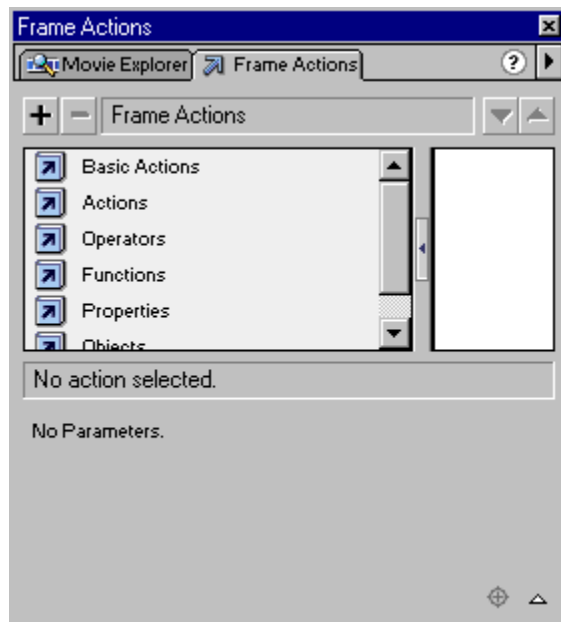 Frame Actions
Movie Explorer Frame Actions ?
+ − Frame Actions
Basic Actions
Actions
Operators
Functions
Properties
Objects
No action selected.
No Parameters.